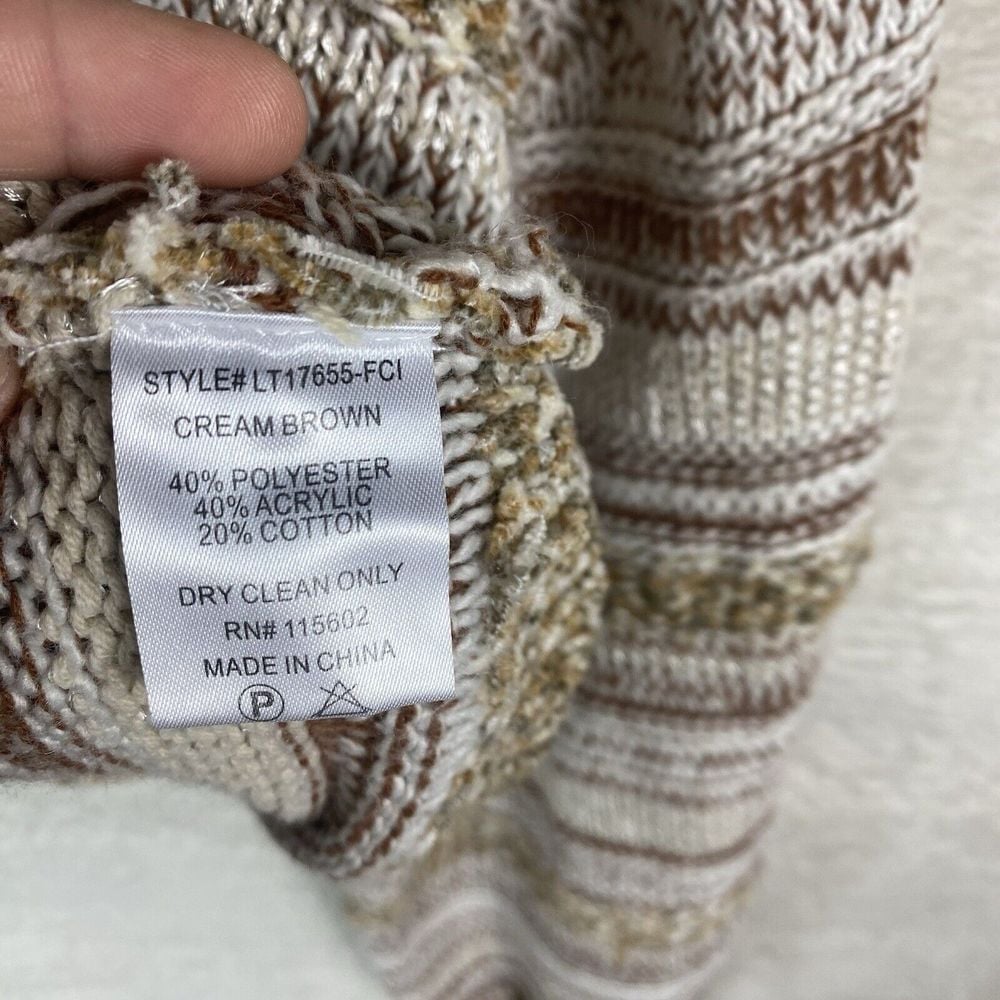 STYLE# LT17655-FCI
CREAM BROWN
40% POLYESTER
40% ACRYLIC
20% COTTON
DRY CLEAN ONLY
RN# 115602
MADE IN CHINA
P